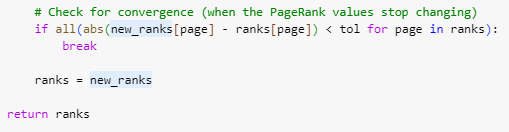 # Check for convergence (when the PageRank values stop changing)
if all(abs(new_ranks[page] - ranks[page]) < tol for page in ranks):
break
ranks = new_ranks
return ranks